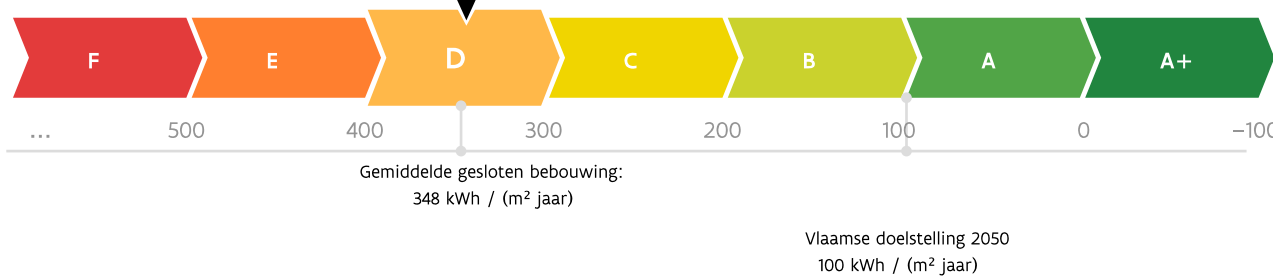 F E D C B A A+
... 500 400 300 200 100 0 −100
Gemiddelde gesloten bebouwing:
348 kWh / (m² jaar)
Vlaamse doelstelling 2050
100 kWh / (m² jaar)